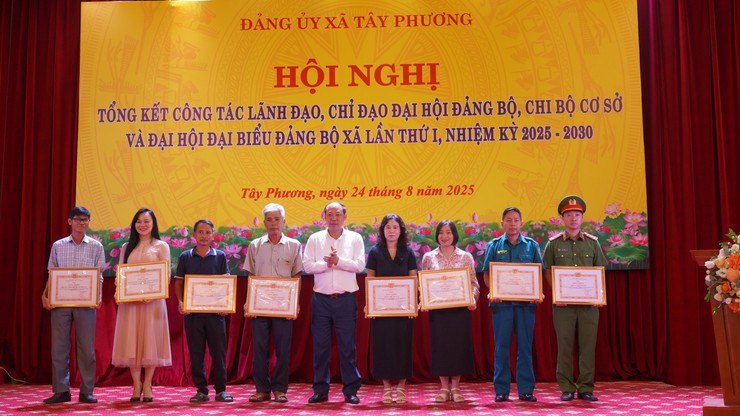 ĐẢNG ỦY XÃ TÂY PHƯƠNG
HỘI NGHỊ
TỔNG KẾT CÔNG TÁC LÃNH ĐẠO, CHỈ ĐẠO ĐẠI HỘI ĐẢNG BỘ, CHI BỘ CƠ SỞ
VÀ ĐẠI HỘI ĐẠI BIỂU ĐẢNG BỘ XÃ LẦN THỨ I, NHIỆM KỲ 2025 - 2030
Tây Phương, ngày 24 tháng 8 năm 2025